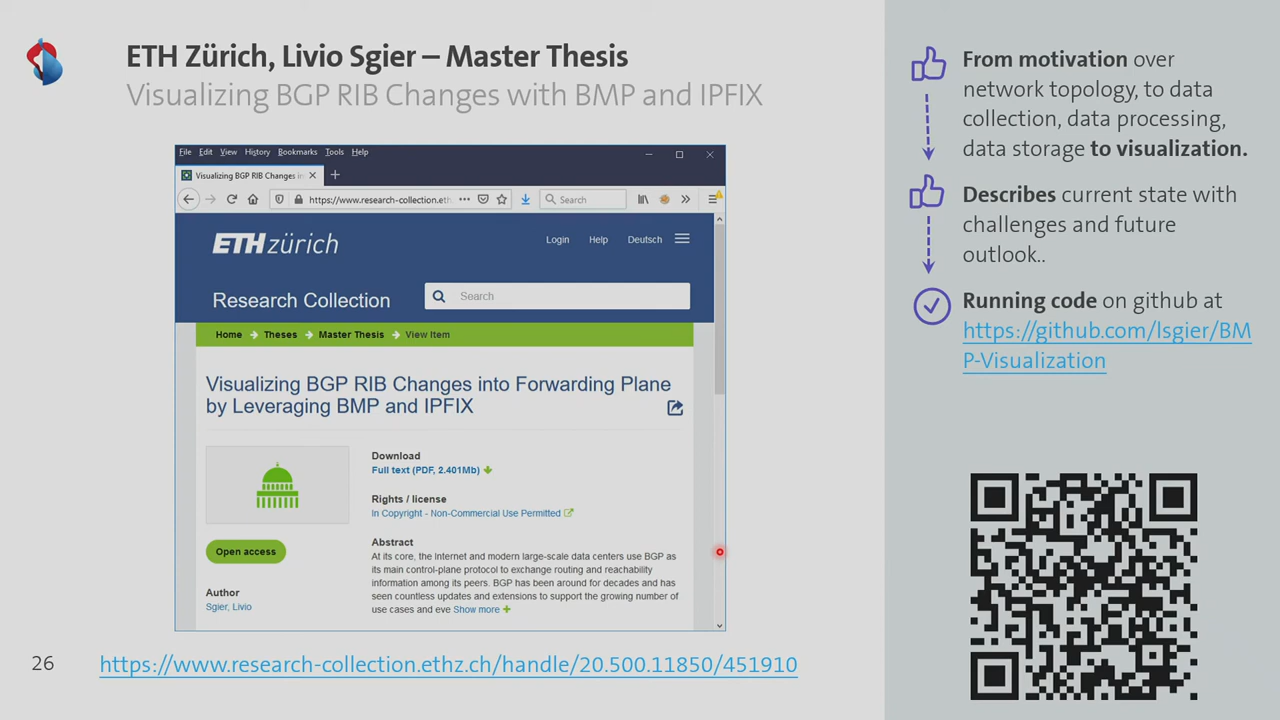 ETH Zürich, Livio Sgier – Master Thesis
Visualizing BGP RIB Changes with BMP and IPFIX
File Edit View History Bookmarks Tools Help
Visualizing BGP RIB Changes in
https://www.research-collection.eth
Search
ETH zürich
Login Help Deutsch
Research Collection
Search
Home Theses Master Thesis View Item
Visualizing BGP RIB Changes into Forwarding Plane
by Leveraging BMP and IPFIX
Download
Full text (PDF, 2.401Mb)
Rights / license
In Copyright - Non-Commercial Use Permitted
Open access
Abstract
At its core, the Internet and modern large-scale data centers use BGP as
its main control-plane protocol to exchange routing and reachability
information among its peers. BGP has been around for decades and has
seen countless updates and extensions to support the growing number of
use cases and eve Show more
Author
Sgier, Livio
26
https://www.research-collection.ethz.ch/handle/20.500.11850/451910
From motivation over
network topology, to data
collection, data processing,
data storage to visualization.
Describes current state with
challenges and future
outlook..
Running code on github at
https://github.com/lsgier/BM
P-Visualization